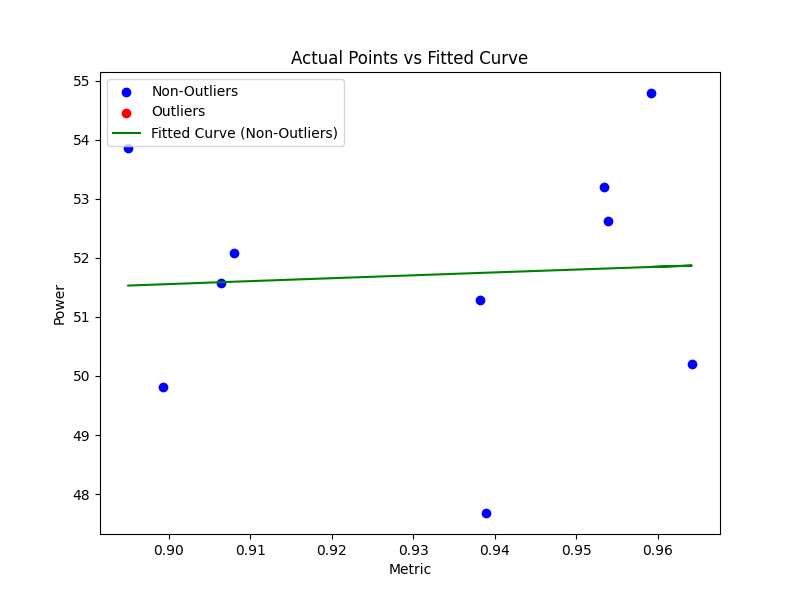 Actual Points vs Fitted Curve
Non-Outliers
Outliers
Fitted Curve (Non-Outliers)
55
54
53
52
51
50
49
48
Power
0.90 0.91 0.92 0.93 0.94 0.95 0.96
Metric